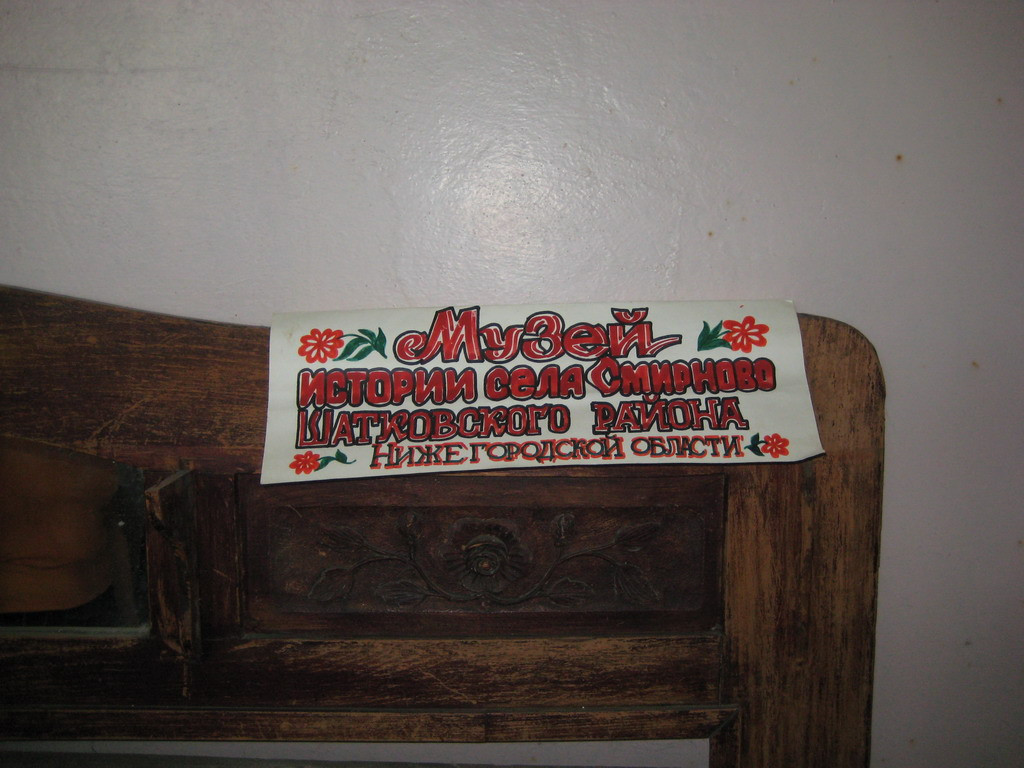 Музей
истории села Смирново
Шатковского района
Нижегородской области